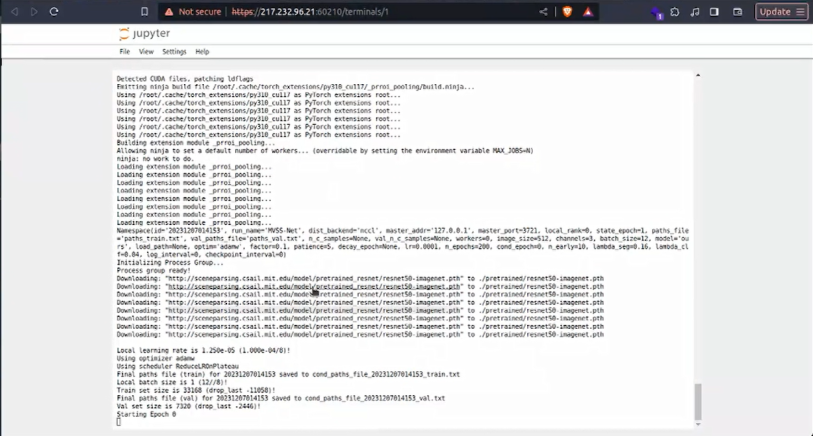 Not secure
https://217.232.96.21:60210/terminals/1
1
Update
jupyter
File View Settings Help
Detected CUDA files, patching ldflags
Emitting ninja build file /root/.cache/torch_extensions/py310_cu117/_prroi_pooling/build.ninja...
Using /root/.cache/torch_extensions/py310_cu117 as PyTorch extensions root...
Using /root/.cache/torch_extensions/py310_cu117 as PyTorch extensions root...
Using /root/.cache/torch_extensions/py310_cu117 as PyTorch extensions root...
Using /root/.cache/torch_extensions/py310_cu117 as PyTorch extensions root...
Using /root/.cache/torch_extensions/py310_cu117 as PyTorch extensions root...
Using /root/.cache/torch_extensions/py310_cu117 as PyTorch extensions root...
Building extension module _prroi_pooling...
Allowing ninja to set a default number of workers... (overridable by setting the environment variable MAX_JOBS=N)
ninja: no work to do.
Loading extension module _prroi_pooling...
Loading extension module _prroi_pooling...
Loading extension module _prroi_pooling...
Loading extension module _prroi_pooling...
Loading extension module _prroi_pooling...
Loading extension module _prroi_pooling...
Loading extension module _prroi_pooling...
Loading extension module _prroi_pooling...
Namespace(id='20231207014153', run_name='MVSS-Net', dist_backend='nccl', master_addr='127.0.0.1', master_port=3721, local_rank=0, state_epoch=1, paths_file
='paths_train.txt', val_paths_file='paths_val.txt', n_c_samples=None, val_n_c_samples=None, workers=0, image_size=512, channels=3, batch_size=12, model='ou
rs', load_path=None, optim='adamw', factor=0.1, patience=5, decay_epoch=None, lr=0.0001, n_epochs=200, cond_epoch=0, n_early=10, lambda_seg=0.16, lambda_cl
f=0.04, log_interval=0, checkpoint_interval=0)
Initializing Process Group...
Process group ready!
Downloading: "http://sceneparsing.csail.mit.edu/model/pretrained_resnet/resnet50-imagenet.pth" to ./pretrained/resnet50-imagenet.pth
Downloading: "http://sceneparsing.csail.mit.edu/model/pretrained_resnet/resnet50-imagenet.pth" to ./pretrained/resnet50-imagenet.pth
Downloading: "http://sceneparsing.csail.mit.edu/model/pretrained_resnet/resnet50-imagenet.pth" to ./pretrained/resnet50-imagenet.pth
Downloading: "http://sceneparsing.csail.mit.edu/model/pretrained_resnet/resnet50-imagenet.pth" to ./pretrained/resnet50-imagenet.pth
Downloading: "http://sceneparsing.csail.mit.edu/model/pretrained_resnet/resnet50-imagenet.pth" to ./pretrained/resnet50-imagenet.pth
Downloading: "http://sceneparsing.csail.mit.edu/model/pretrained_resnet/resnet50-imagenet.pth" to ./pretrained/resnet50-imagenet.pth
Downloading: "http://sceneparsing.csail.mit.edu/model/pretrained_resnet/resnet50-imagenet.pth" to ./pretrained/resnet50-imagenet.pth
Downloading: "http://sceneparsing.csail.mit.edu/model/pretrained_resnet/resnet50-imagenet.pth" to ./pretrained/resnet50-imagenet.pth
Local learning rate is 1.250e-05 (1.000e-04/8)!
Using optimizer adamw
Using scheduler ReduceLROnPlateau
Final paths file (train) for 20231207014153 saved to cond_paths_file_20231207014153_train.txt
Local batch size is 1 (12//8)!
Train set size is 33168 (drop_last -11058)!
Final paths file (val) for 20231207014153 saved to cond_paths_file_20231207014153_val.txt
Val set size is 7320 (drop_last -2446)!
Starting Epoch 0